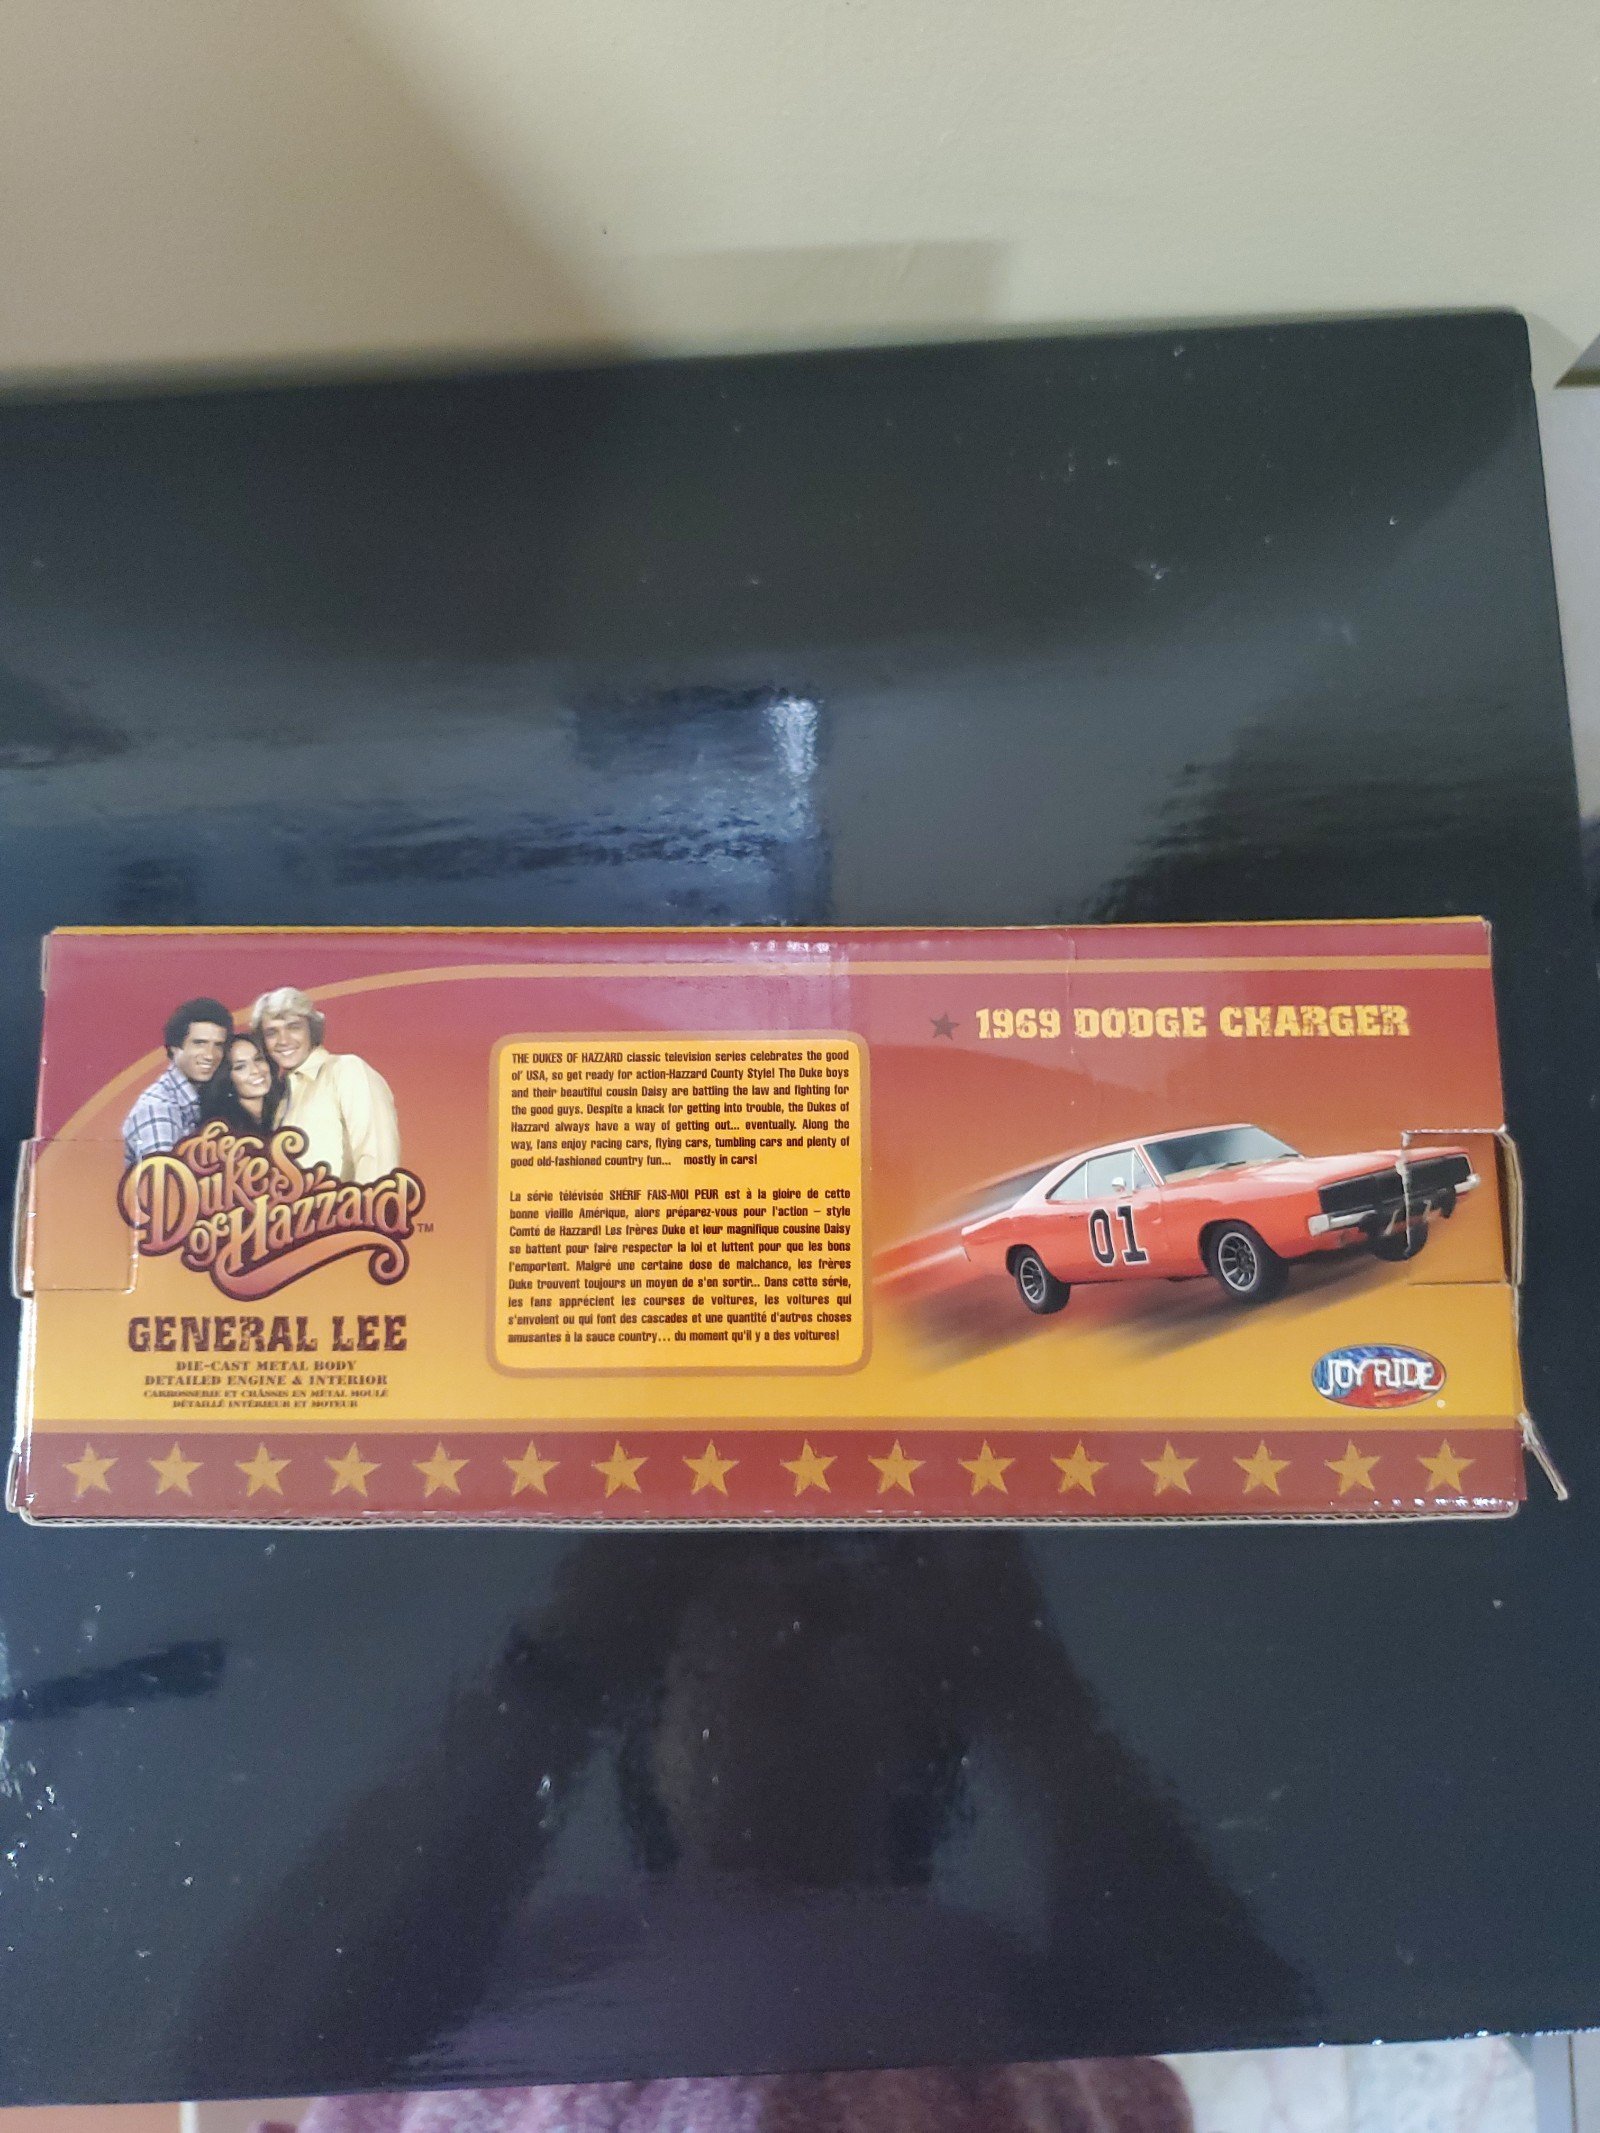 ★ 1969 DODGE CHARGER
THE DUKES OF HAZZARD classic television series celebrates the good
ol' USA, so get ready for action-Hazzard County Style! The Duke boys
and their beautiful cousin Daisy are battling the law and fighting for
the good guys. Despite a knack for getting into trouble, the Dukes of
Hazzard always have a way of getting out... eventually. Along the
way, fans enjoy racing cars, flying cars, tumbling cars and plenty of
good old-fashioned country fun... mostly in cars!
La série télévisée SHÉRIF FAIS-MOI PEUR est à la gloire de cette
bonne vieille Amérique, alors préparez-vous pour l'action – style
Comté de Hazzard! Les frères Duke et leur magnifique cousine Daisy
se battent pour faire respecter la loi et luttent pour que les bons
l'emportent. Malgré une certaine dose de malchance, les frères
Duke trouvent toujours un moyen de s'en sortir... Dans cette série,
les fans apprécient les courses de voitures, les voitures qui
s'envolent ou qui font des cascades et une quantité d'autres choses
amusantes à la sauce country... du moment qu'il y a des voitures!
The
Dukes
of Hazzard™
GENERAL LEE
DIE-CAST METAL BODY
DETAILED ENGINE & INTERIOR
CARROSSERIE ET CHÂSSIS EN MÉTAL MOULÉ
DÉTAILLÉ INTÉRIEUR ET MOTEUR
01
JOYRIDE